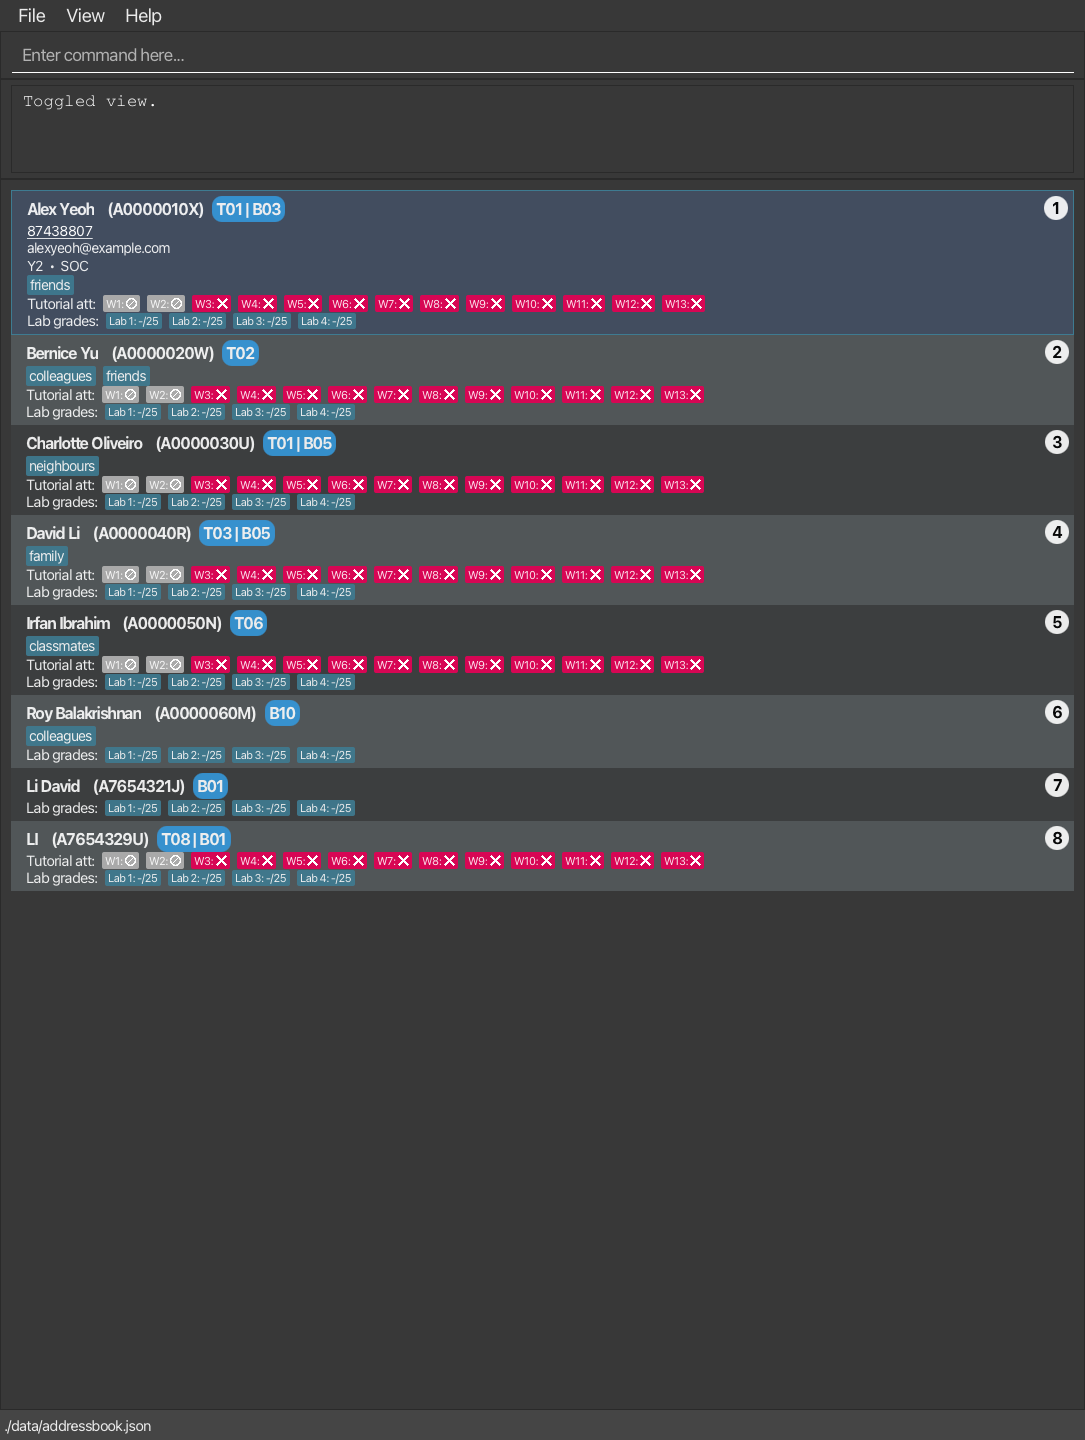 File View Help
Enter command here...
Toggled view.
Alex Yeoh (A0000010X) T01 | B03 1
87438807
alexyeoh@example.com
Y2 • SOC
friends
Tutorial att: W1: W2: W3: W4: W5: W6: W7: W8: W9: W10: W11: W12: W13:
Lab grades: Lab 1: -/25 Lab 2: -/25 Lab 3: -/25 Lab 4: -/25
Bernice Yu (A0000020W) T02 2
colleagues friends
Tutorial att: W1: W2: W3: W4: W5: W6: W7: W8: W9: W10: W11: W12: W13:
Lab grades: Lab 1: -/25 Lab 2: -/25 Lab 3: -/25 Lab 4: -/25
Charlotte Oliveiro (A0000030U) T01 | B05 3
neighbours
Tutorial att: W1: W2: W3: W4: W5: W6: W7: W8: W9: W10: W11: W12: W13:
Lab grades: Lab 1: -/25 Lab 2: -/25 Lab 3: -/25 Lab 4: -/25
David Li (A0000040R) T03 | B05 4
family
Tutorial att: W1: W2: W3: W4: W5: W6: W7: W8: W9: W10: W11: W12: W13:
Lab grades: Lab 1: -/25 Lab 2: -/25 Lab 3: -/25 Lab 4: -/25
Irfan Ibrahim (A0000050N) T06 5
classmates
Tutorial att: W1: W2: W3: W4: W5: W6: W7: W8: W9: W10: W11: W12: W13:
Lab grades: Lab 1: -/25 Lab 2: -/25 Lab 3: -/25 Lab 4: -/25
Roy Balakrishnan (A0000060M) B10 6
colleagues
Lab grades: Lab 1: -/25 Lab 2: -/25 Lab 3: -/25 Lab 4: -/25
Li David (A7654321J) B01 7
Lab grades: Lab 1: -/25 Lab 2: -/25 Lab 3: -/25 Lab 4: -/25
LI (A7654329U) T08 | B01 8
Tutorial att: W1: W2: W3: W4: W5: W6: W7: W8: W9: W10: W11: W12: W13:
Lab grades: Lab 1: -/25 Lab 2: -/25 Lab 3: -/25 Lab 4: -/25
./data/addressbook.json